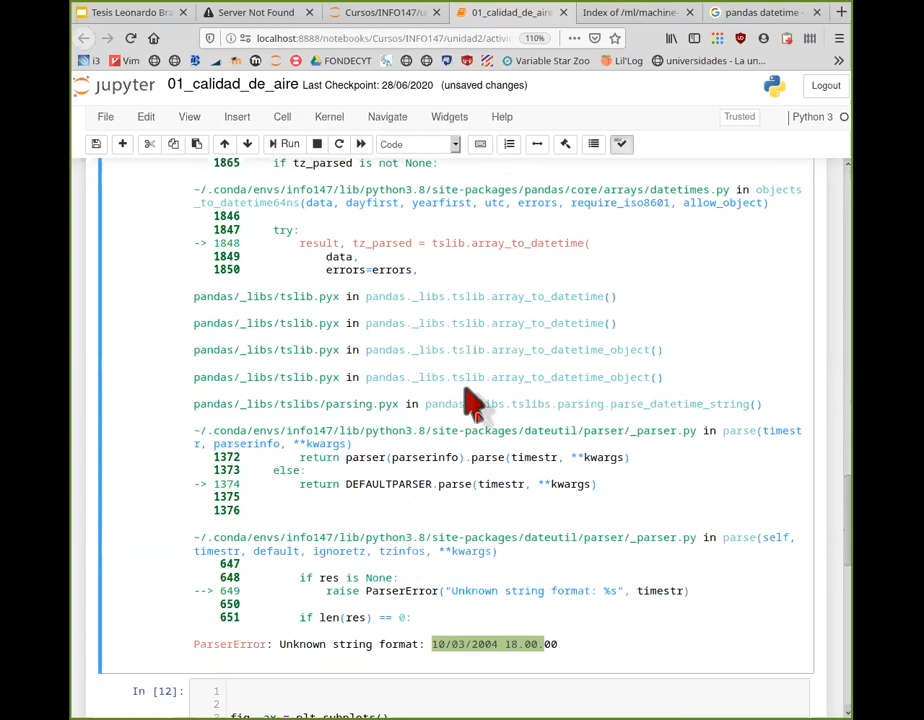 Tesis Leonardo Bra
Server Not Found
Cursos/INFO147/u
01_calidad_de_aire
Index of /ml/machine-
pandas datetime -
localhost:8888/notebooks/Cursos/INFO147/unidad2/activi
110%
i3
Vim
FONDECYT
Variable Star Zoo
Lil'Log
universidades - La un...
jupyter
01_calidad_de_aire
Last Checkpoint: 28/06/2020
(unsaved changes)
Logout
File
Edit
View
Insert
Cell
Kernel
Navigate
Widgets
Help
Trusted
Python 3
Run
Code
1865 if tz_parsed is not None:
~/.conda/envs/info147/lib/python3.8/site-packages/pandas/core/arrays/datetimes.py in objects
_to_datetime64ns(data, dayfirst, yearfirst, utc, errors, require_iso8601, allow_object)
1846
1847 try:
-> 1848 result, tz_parsed = tslib.array_to_datetime(
1849 data,
1850 errors=errors,
pandas/_libs/tslib.pyx in pandas._libs.tslib.array_to_datetime()
pandas/_libs/tslib.pyx in pandas._libs.tslib.array_to_datetime()
pandas/_libs/tslib.pyx in pandas._libs.tslib.array_to_datetime_object()
pandas/_libs/tslib.pyx in pandas._libs.tslib.array_to_datetime_object()
pandas/_libs/tslibs/parsing.pyx in pandas._libs.tslibs.parsing.parse_datetime_string()
~/.conda/envs/info147/lib/python3.8/site-packages/dateutil/parser/_parser.py in parse(timest
r, parserinfo, **kwargs)
1372 return parser(parserinfo).parse(timestr, **kwargs)
1373 else:
-> 1374 return DEFAULTPARSER.parse(timestr, **kwargs)
1375
1376
~/.conda/envs/info147/lib/python3.8/site-packages/dateutil/parser/_parser.py in parse(self,
timestr, default, ignoretz, tzinfos, **kwargs)
647
648 if res is None:
--> 649 raise ParserError("Unknown string format: %s", timestr)
650
651 if len(res) == 0:
ParserError: Unknown string format: 10/03/2004 18.00.00
In [12]:
1
2
3 fig, ax = plt.subplots()